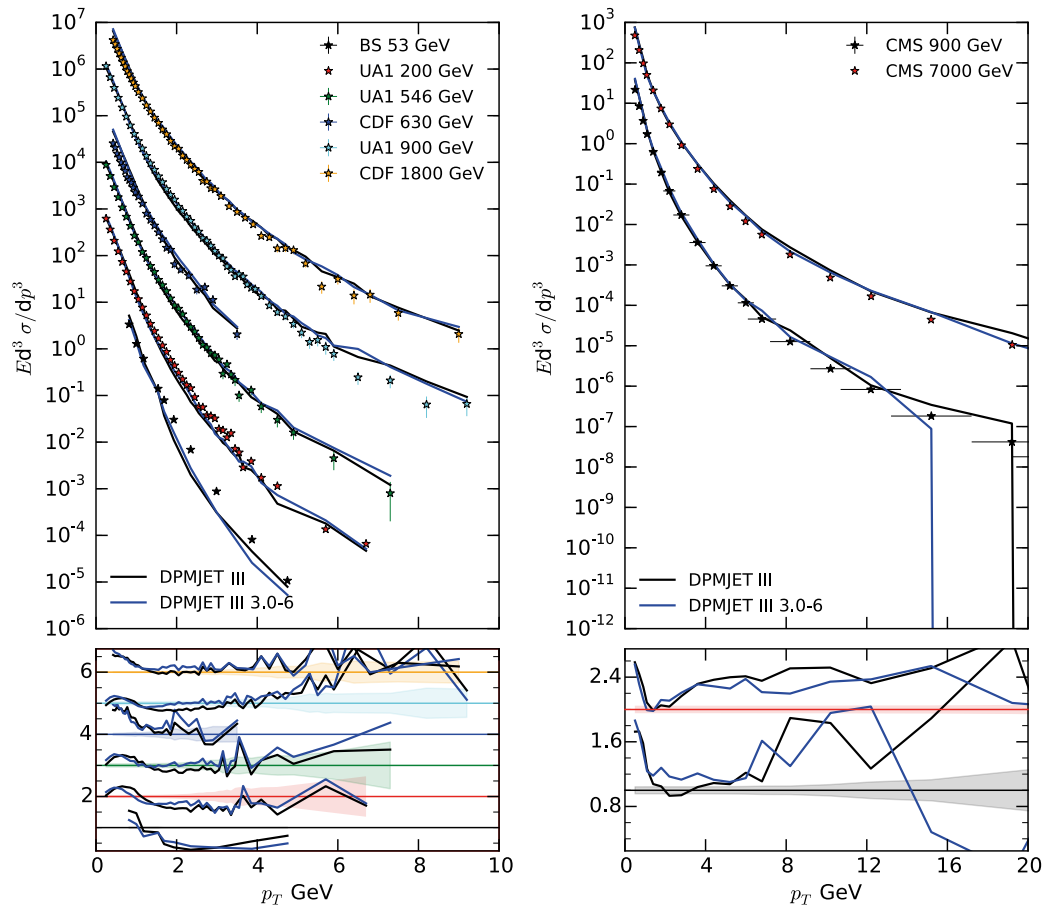 10^7
10^6
10^5
10^4
10^3
10^2
10^1
10^0
10^-1
10^-2
10^-3
10^-4
10^-5
10^-6
Ed^3 σ/dp^3
BS 53 GeV
UA1 200 GeV
UA1 546 GeV
CDF 630 GeV
UA1 900 GeV
CDF 1800 GeV
DPMJET III
DPMJET III 3.0-6
6
4
2
0 2 4 6 8 10
p_T GeV
10^3
10^2
10^1
10^0
10^-1
10^-2
10^-3
10^-4
10^-5
10^-6
10^-7
10^-8
10^-9
10^-10
10^-11
10^-12
Ed^3 σ/dp^3
CMS 900 GeV
CMS 7000 GeV
DPMJET III
DPMJET III 3.0-6
2.4
1.6
0.8
0 4 8 12 16 20
p_T GeV